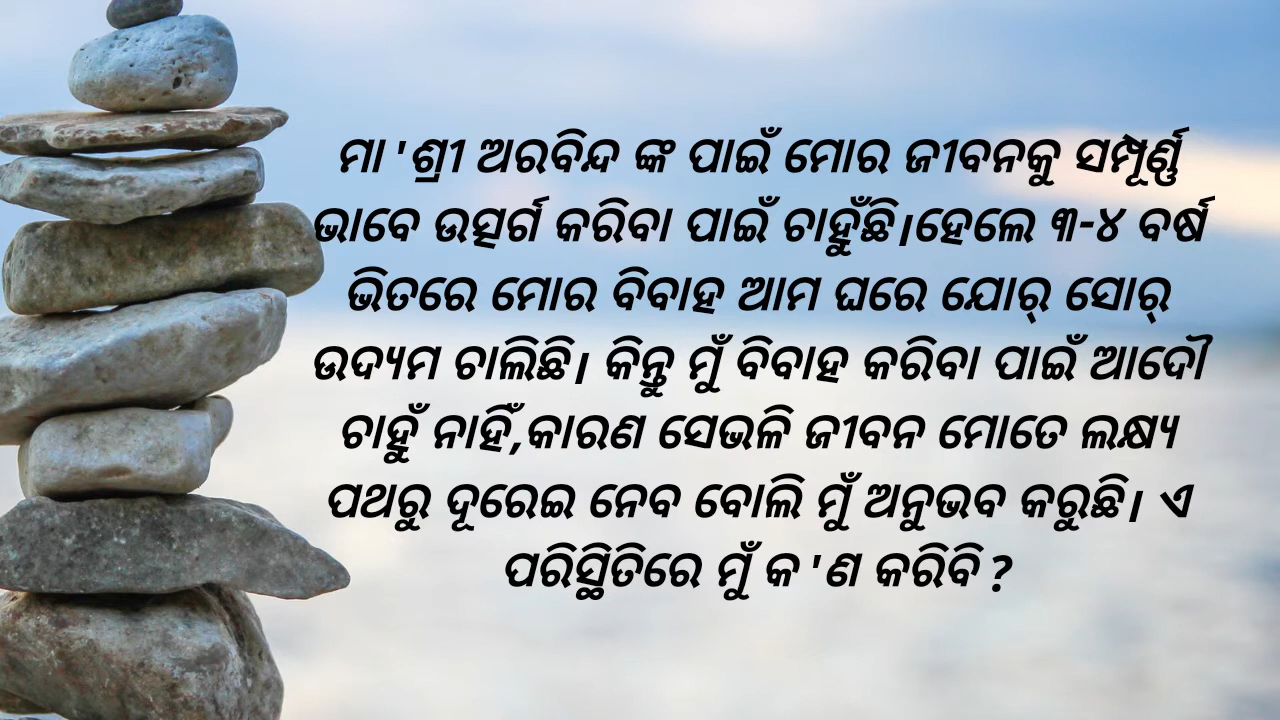 ମା 'ଶ୍ରୀ ଅରବିନ୍ଦ ଙ୍କ ପାଇଁ ମୋର ଜୀବନକୁ ସମ୍ପୂର୍ଣ୍ଣ
ଭାବେ ଉତ୍ସର୍ଗ କରିବା ପାଇଁ ଚାହୁଁଛି।ହେଲେ ୩-୪ ବର୍ଷ
ଭିତରେ ମୋର ବିବାହ ଆମ ଘରେ ଯୋର୍ ସୋର୍
ଉଦ୍ୟମ ଚାଲିଛି। କିନ୍ତୁ ମୁଁ ବିବାହ କରିବା ପାଇଁ ଆଦୌ
ଚାହୁଁ ନାହିଁ,କାରଣ ସେଭଳି ଜୀବନ ମୋତେ ଲକ୍ଷ୍ୟ
ପଥରୁ ଦୂରେଇ ନେବ ବୋଲି ମୁଁ ଅନୁଭବ କରୁଛି। ଏ
ପରିସ୍ଥିତିରେ ମୁଁ କ 'ଣ କରିବି ?